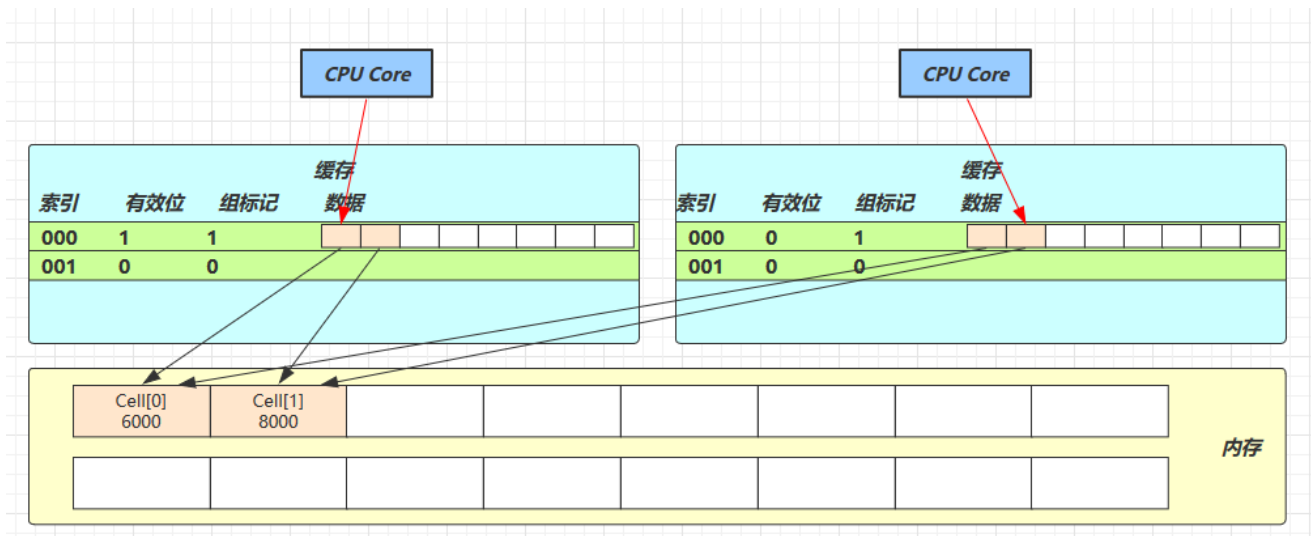 CPU Core
CPU Core
缓存
索引 有效位 组标记 数据
000 1 1
001 0 0
缓存
索引 有效位 组标记 数据
000 0 1
001 0 0
Cell[0]
6000
Cell[1]
8000
内存